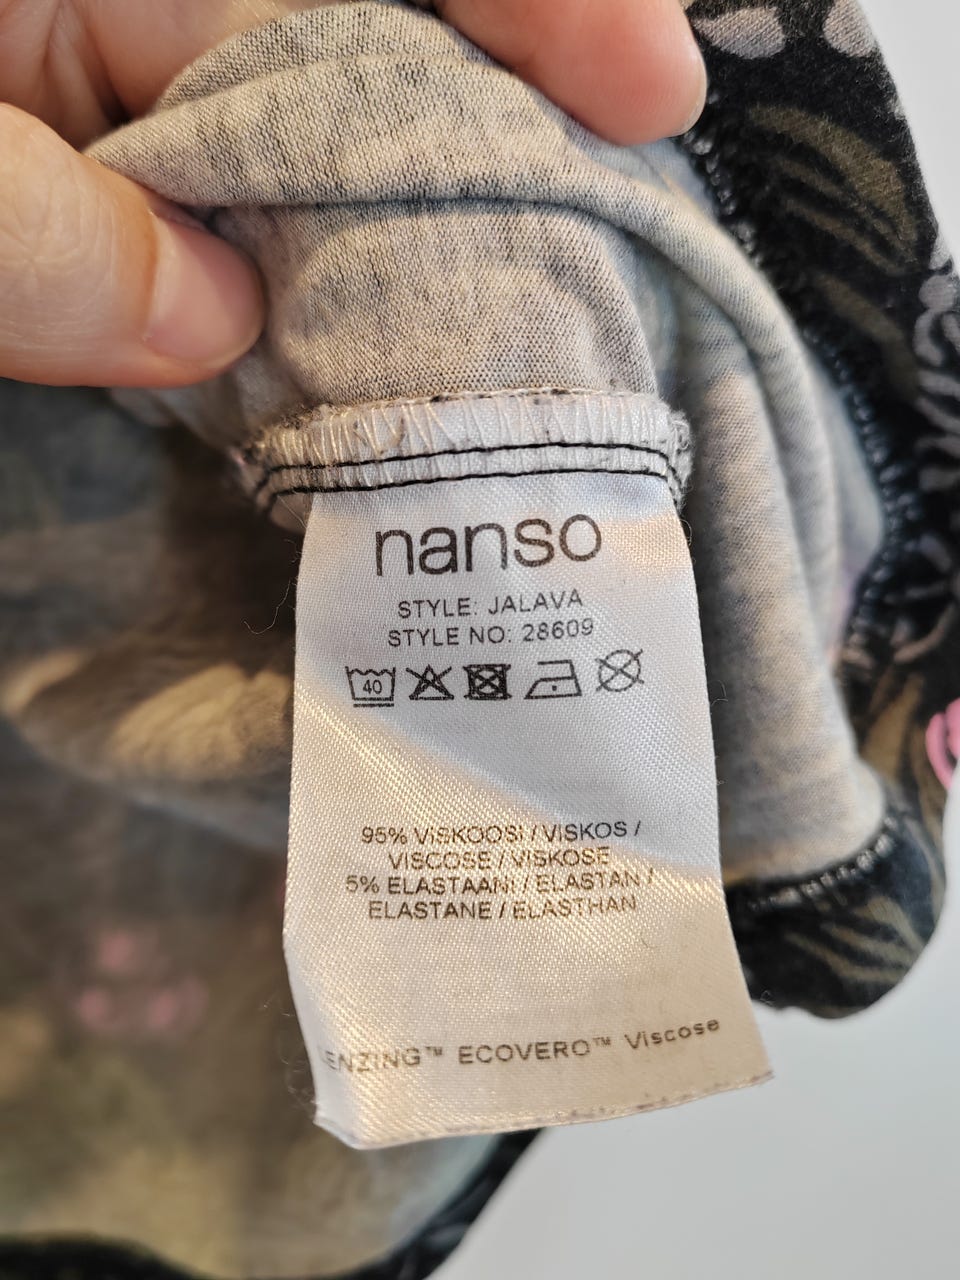 nanso
STYLE: JALAVA
STYLE NO: 28609
40
95% VISKOOSI / VISKOS /
VISCOSE / VISKOSE
5% ELASTAANI / ELASTAN /
ELASTANE / ELASTHAN
LENZING™ ECOVERO™ Viscose